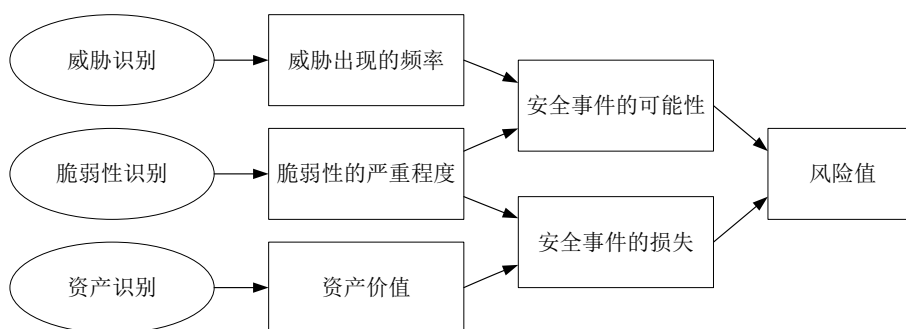 威胁识别
威胁出现的频率
安全事件的可能性
脆弱性识别
脆弱性的严重程度
风险值
安全事件的损失
资产识别
资产价值